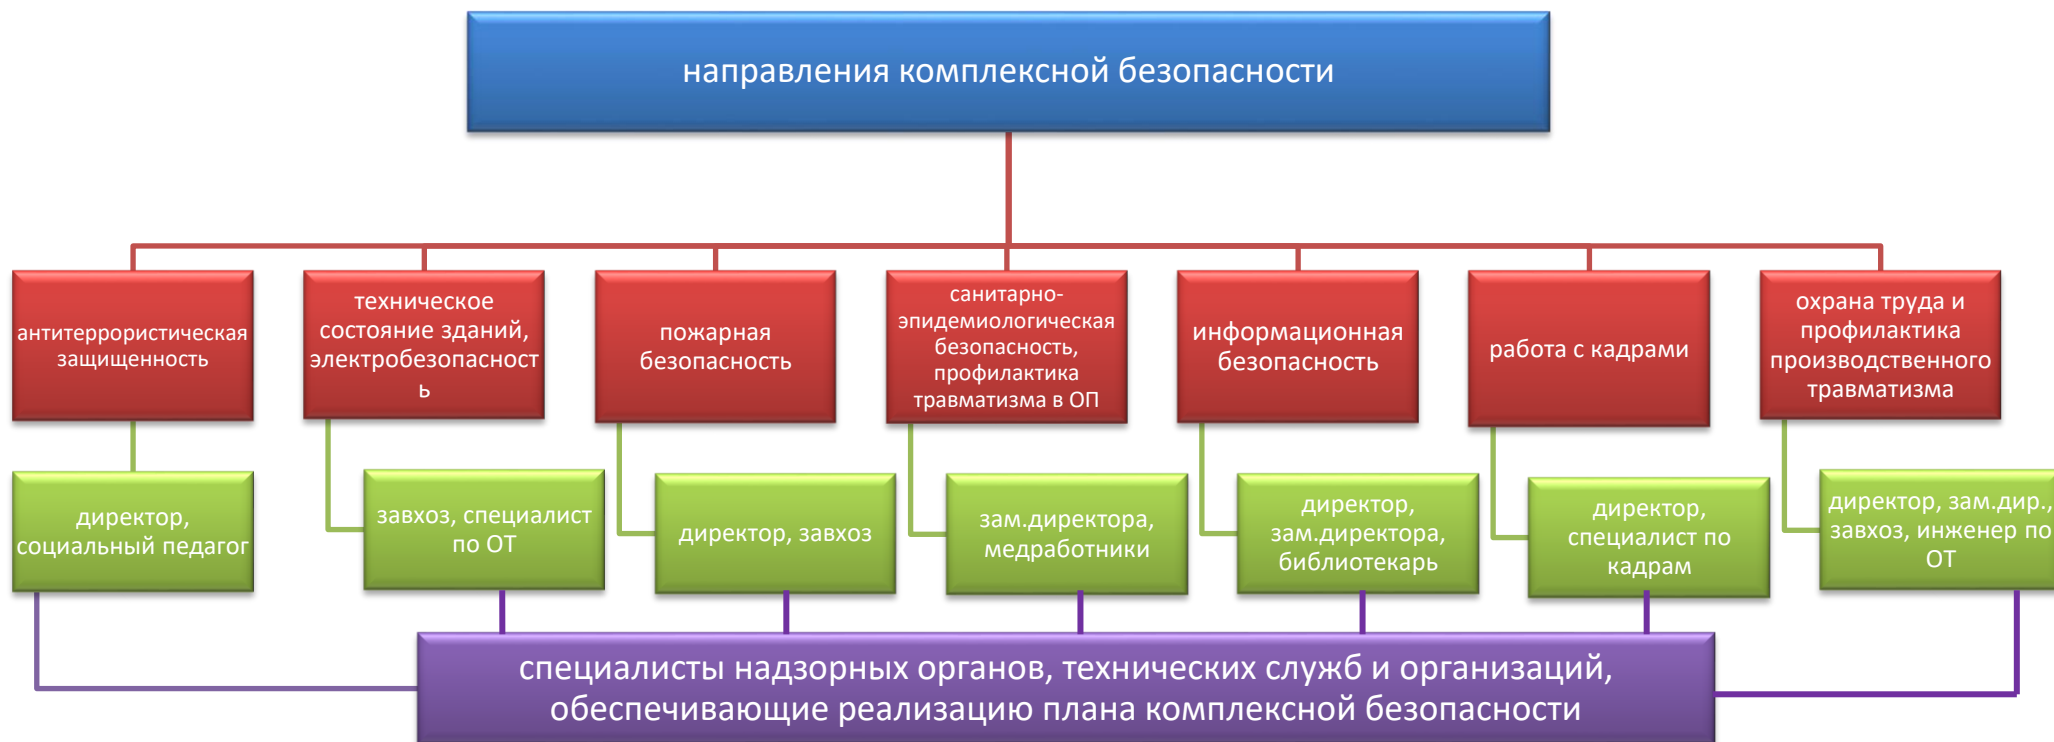 направления комплексной безопасности
антитеррористическая
защищенность
техническое
состояние зданий,
электробезопасност
ь
пожарная
безопасность
санитарно-
эпидемиологическая
безопасность,
профилактика
травматизма в ОП
информационная
безопасность
работа с кадрами
охрана труда и
профилактика
производственного
травматизма
директор,
социальный педагог
завхоз, специалист
по ОТ
директор, завхоз
зам.директора,
медработники
директор,
зам.директора,
библиотекарь
директор,
специалист по
кадрам
директор, зам.дир.,
завхоз, инженер по
ОТ
специалисты надзорных органов, технических служб и организаций,
обеспечивающие реализацию плана комплексной безопасности